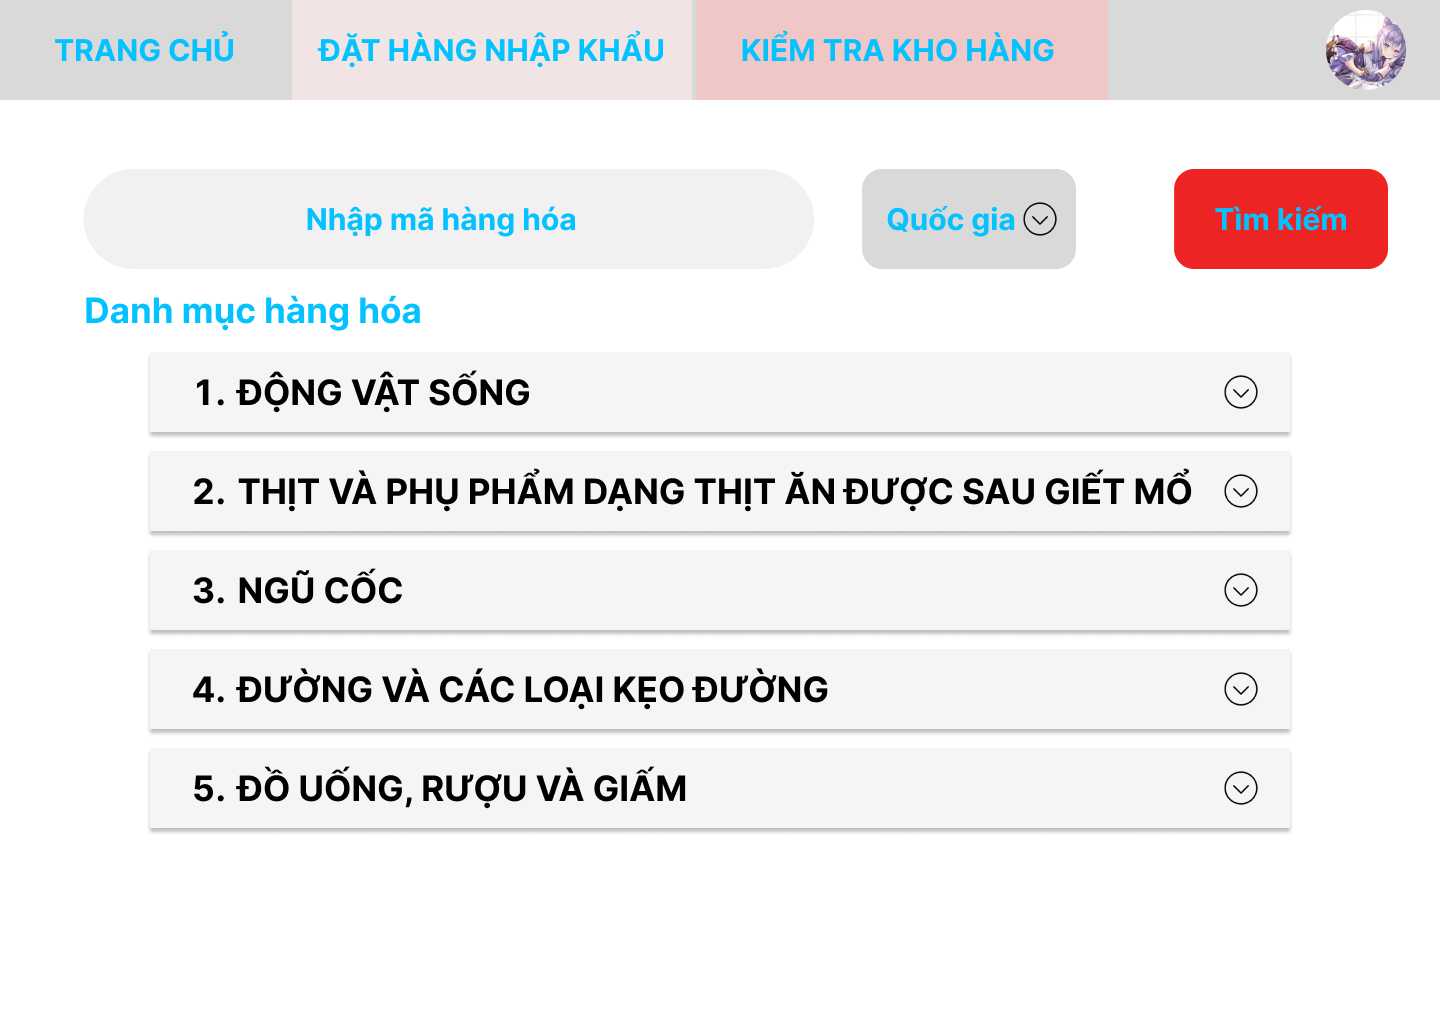 TRANG CHỦ
ĐẶT HÀNG NHẬP KHẨU
KIỂM TRA KHO HÀNG
Nhập mã hàng hóa
Quốc gia
Tìm kiếm
Danh mục hàng hóa
1. ĐỘNG VẬT SỐNG
2. THỊT VÀ PHỤ PHẨM DẠNG THỊT ĂN ĐƯỢC SAU GIẾT MỔ
3. NGŨ CỐC
4. ĐƯỜNG VÀ CÁC LOẠI KẸO ĐƯỜNG
5. ĐỒ UỐNG, RƯỢU VÀ GIẤM